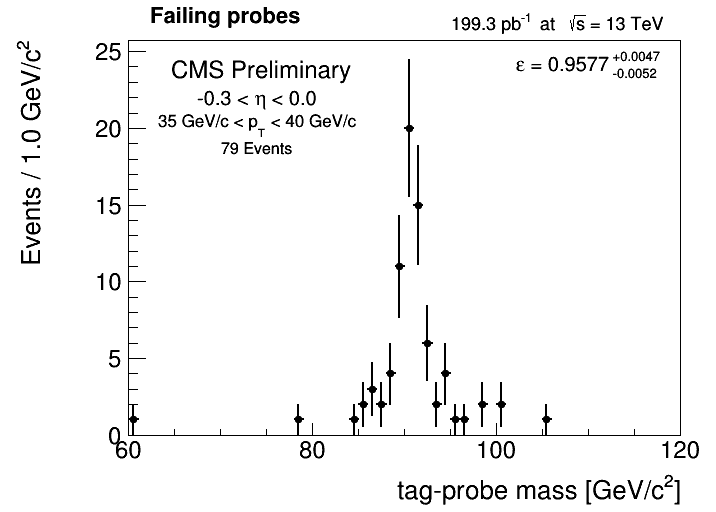 Failing probes
199.3 pb⁻¹ at √s = 13 TeV
CMS Preliminary
-0.3 < η < 0.0
35 GeV/c < p_T < 40 GeV/c
79 Events
ε = 0.9577 +0.0047 -0.0052
Events / 1.0 GeV/c²
25
20
15
10
5
0
60 80 100 120
tag-probe mass [GeV/c²]